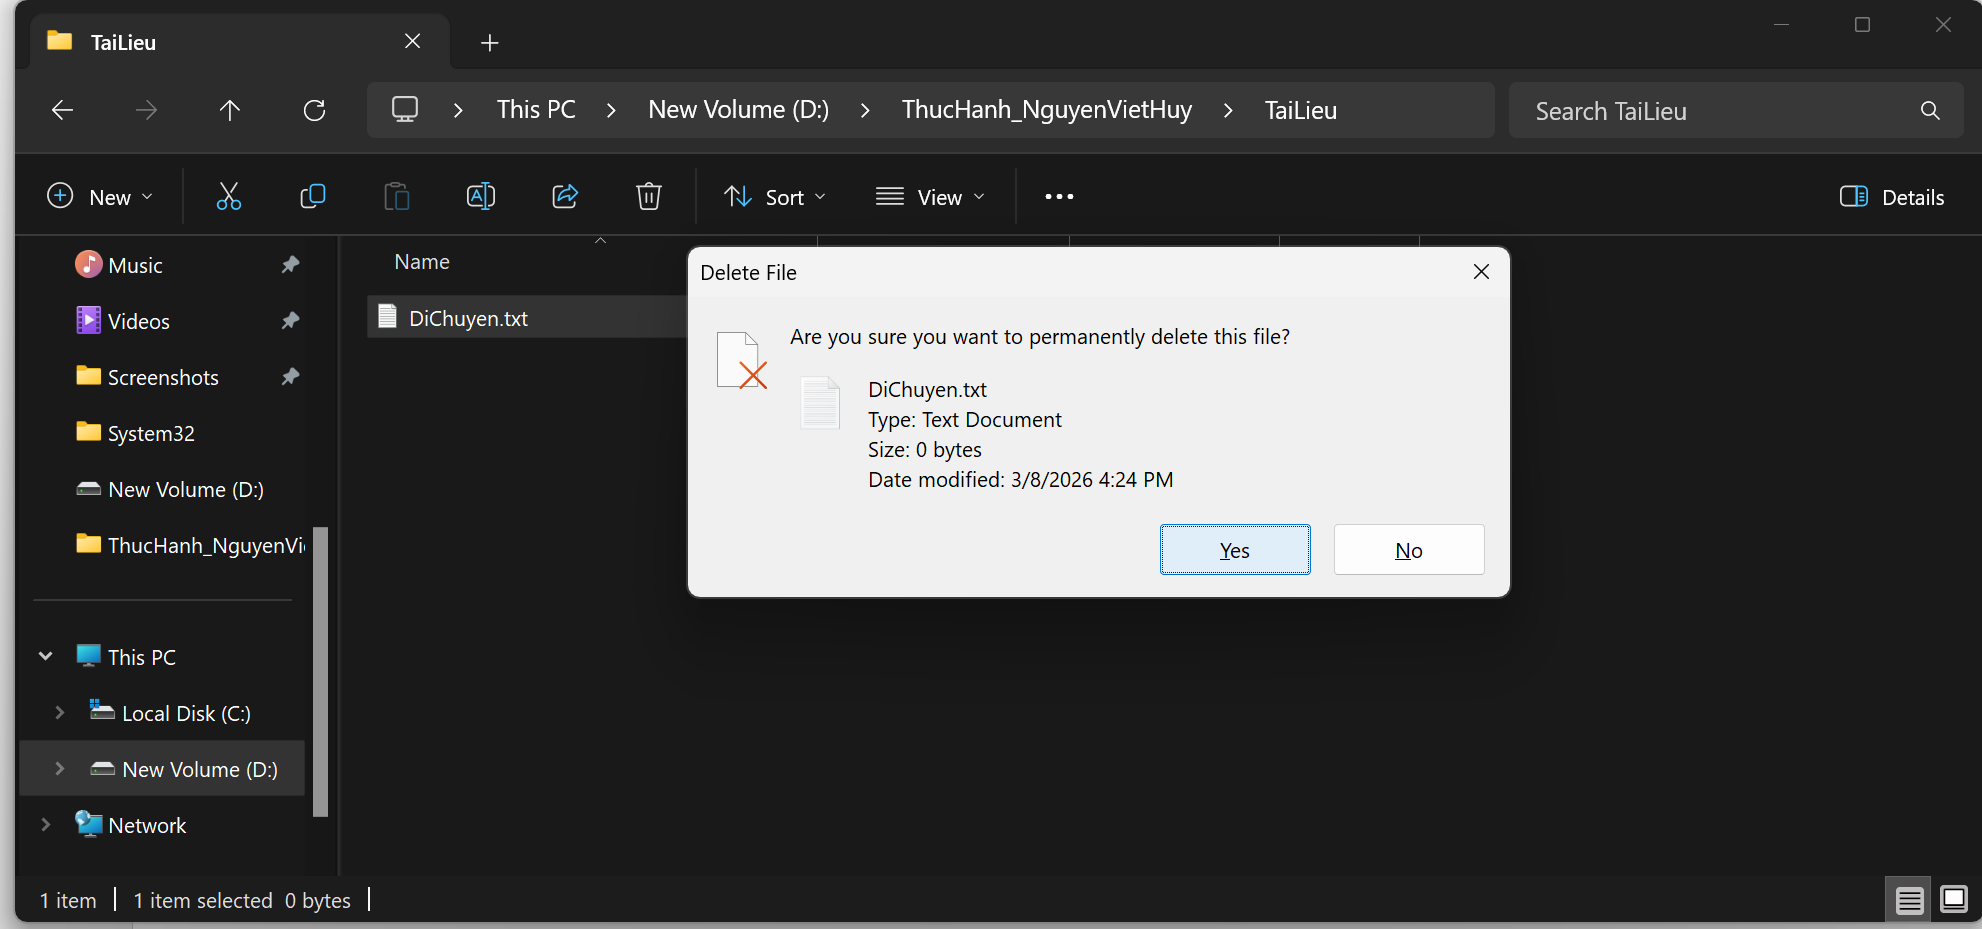 TaiLieu
This PC
New Volume (D:)
ThucHanh_NguyenVietHuy
TaiLieu
Search TaiLieu
New
Sort
View
Details
Music
Videos
Screenshots
System32
New Volume (D:)
ThucHanh_NguyenVi
This PC
Local Disk (C:)
New Volume (D:)
Network
Name
DiChuyen.txt
Delete File
Are you sure you want to permanently delete this file?
DiChuyen.txt
Type: Text Document
Size: 0 bytes
Date modified: 3/8/2026 4:24 PM
Yes
No
1 item
1 item selected 0 bytes